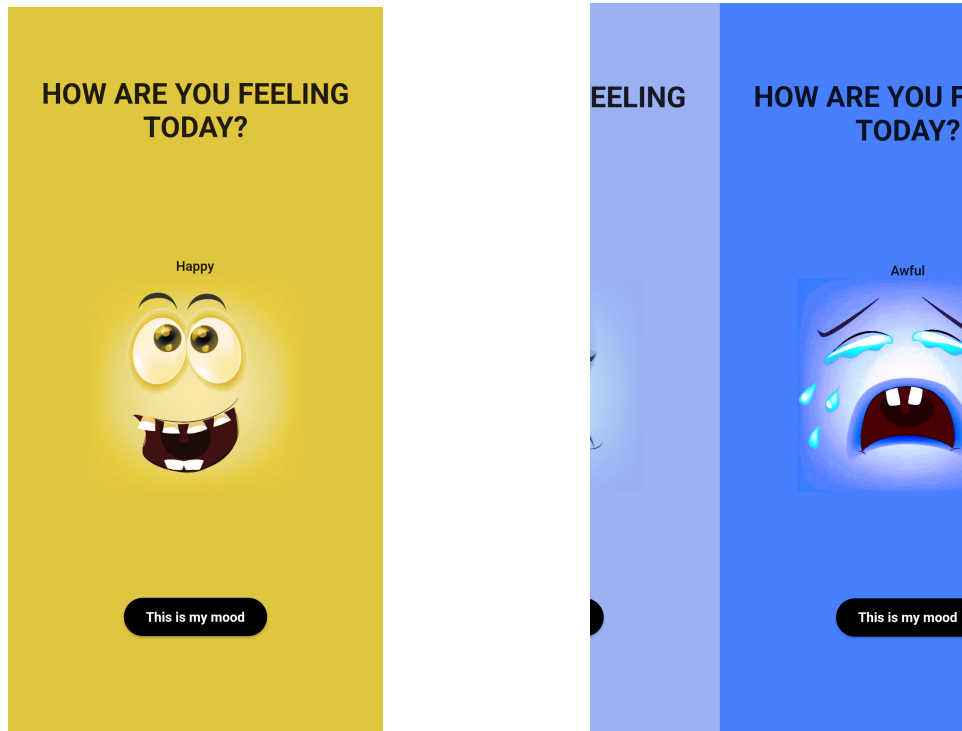 HOW ARE YOU FEELING
TODAY?
Happy
This is my mood
EELING
HOW ARE YOU F
TODAY?
Awful
This is my mood